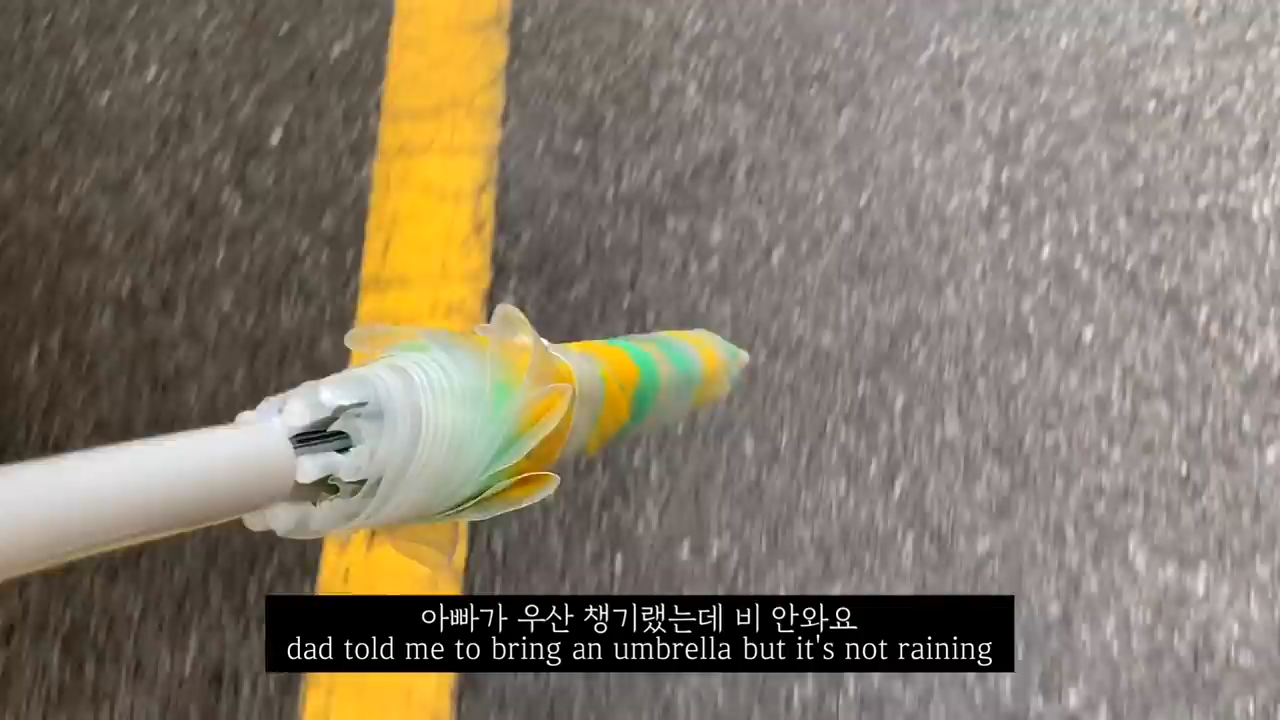 아빠가 우산 챙기랬는데 비 안와요
dad told me to bring an umbrella but it's not raining